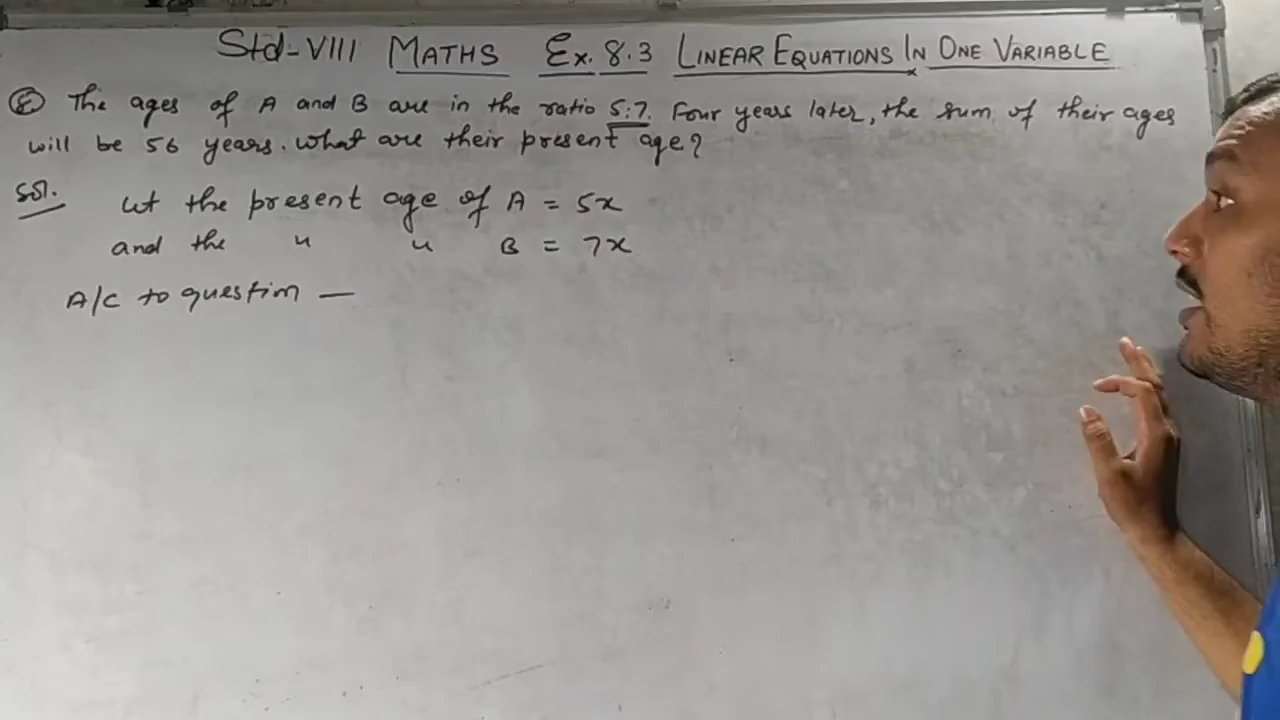 Std-VIII MATHS Ex. 8.3 LINEAR EQUATIONS IN ONE VARIABLE
⑧ The ages of A and B are in the ratio 5:7. Four years later, the sum of their ages
will be 56 years. What are their present age?
Sol. Let the present age of A = 5x
and the " " B = 7x
A/C to question —